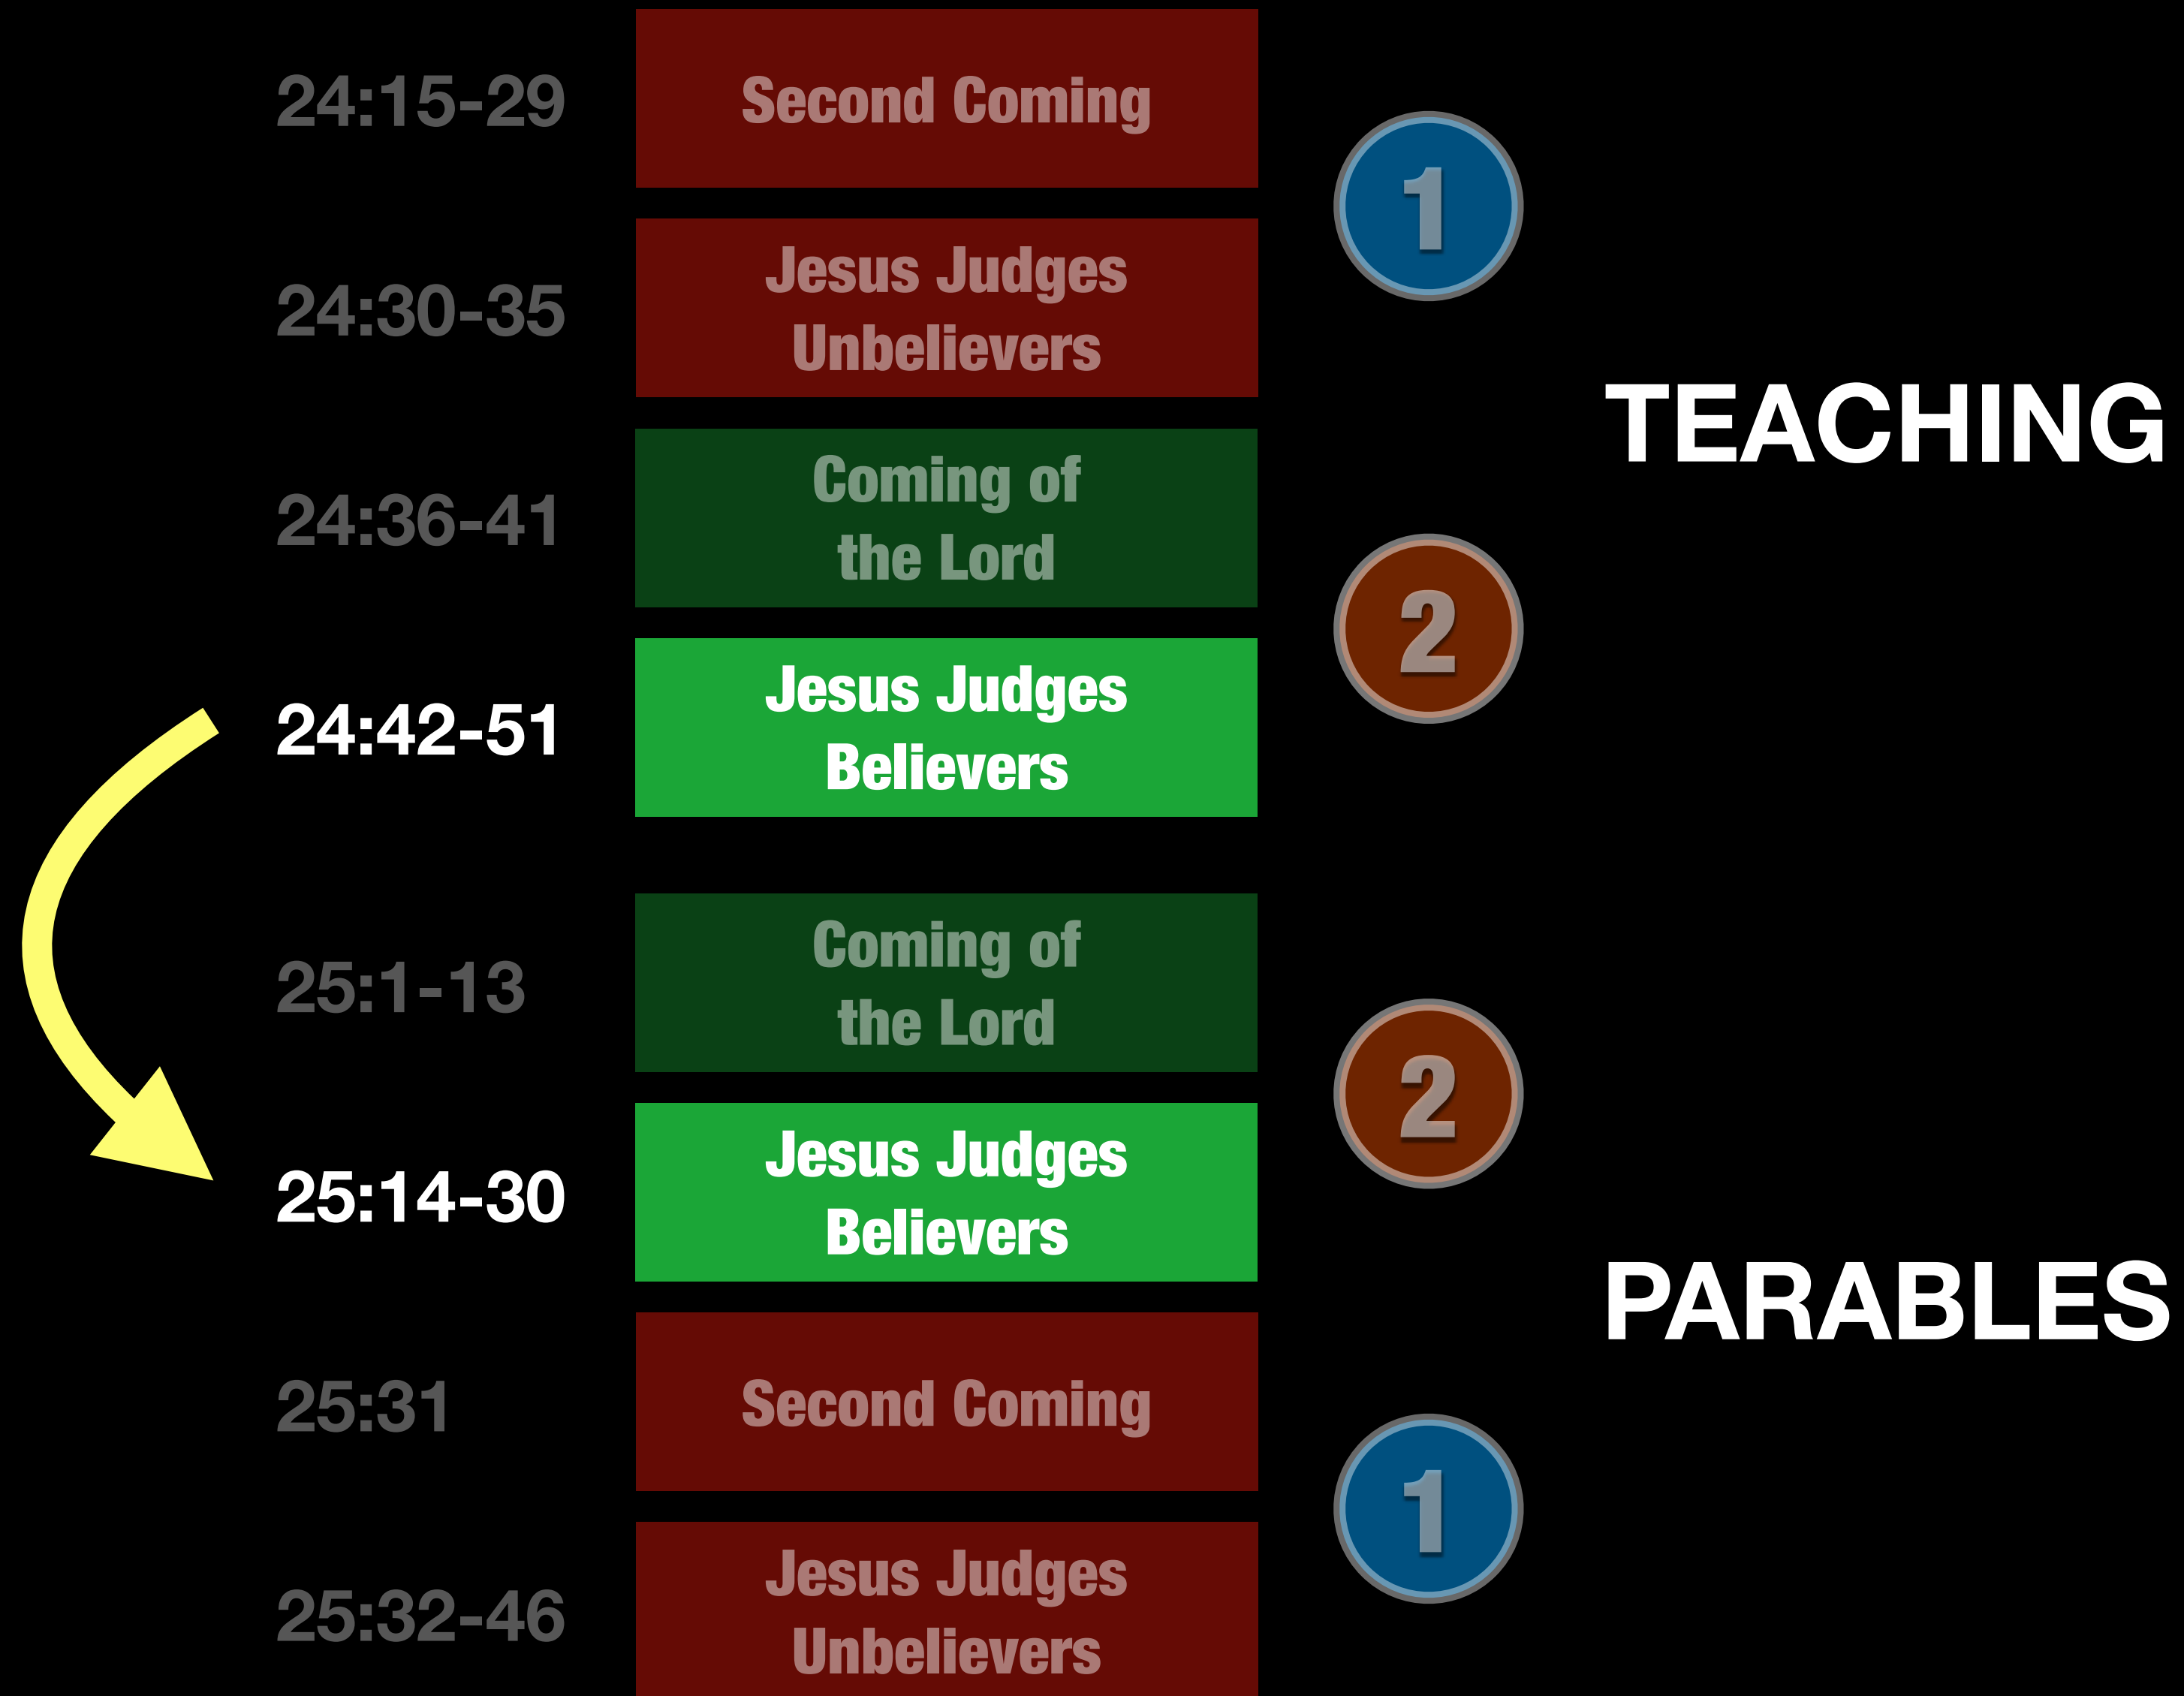 24:15-29
Second Coming
1
24:30-35
Jesus Judges
Unbelievers
TEACHING
24:36-41
Coming of
the Lord
2
24:42-51
Jesus Judges
Believers
25:1-13
Coming of
the Lord
2
25:14-30
Jesus Judges
Believers
PARABLES
25:31
Second Coming
1
25:32-46
Jesus Judges
Unbelievers